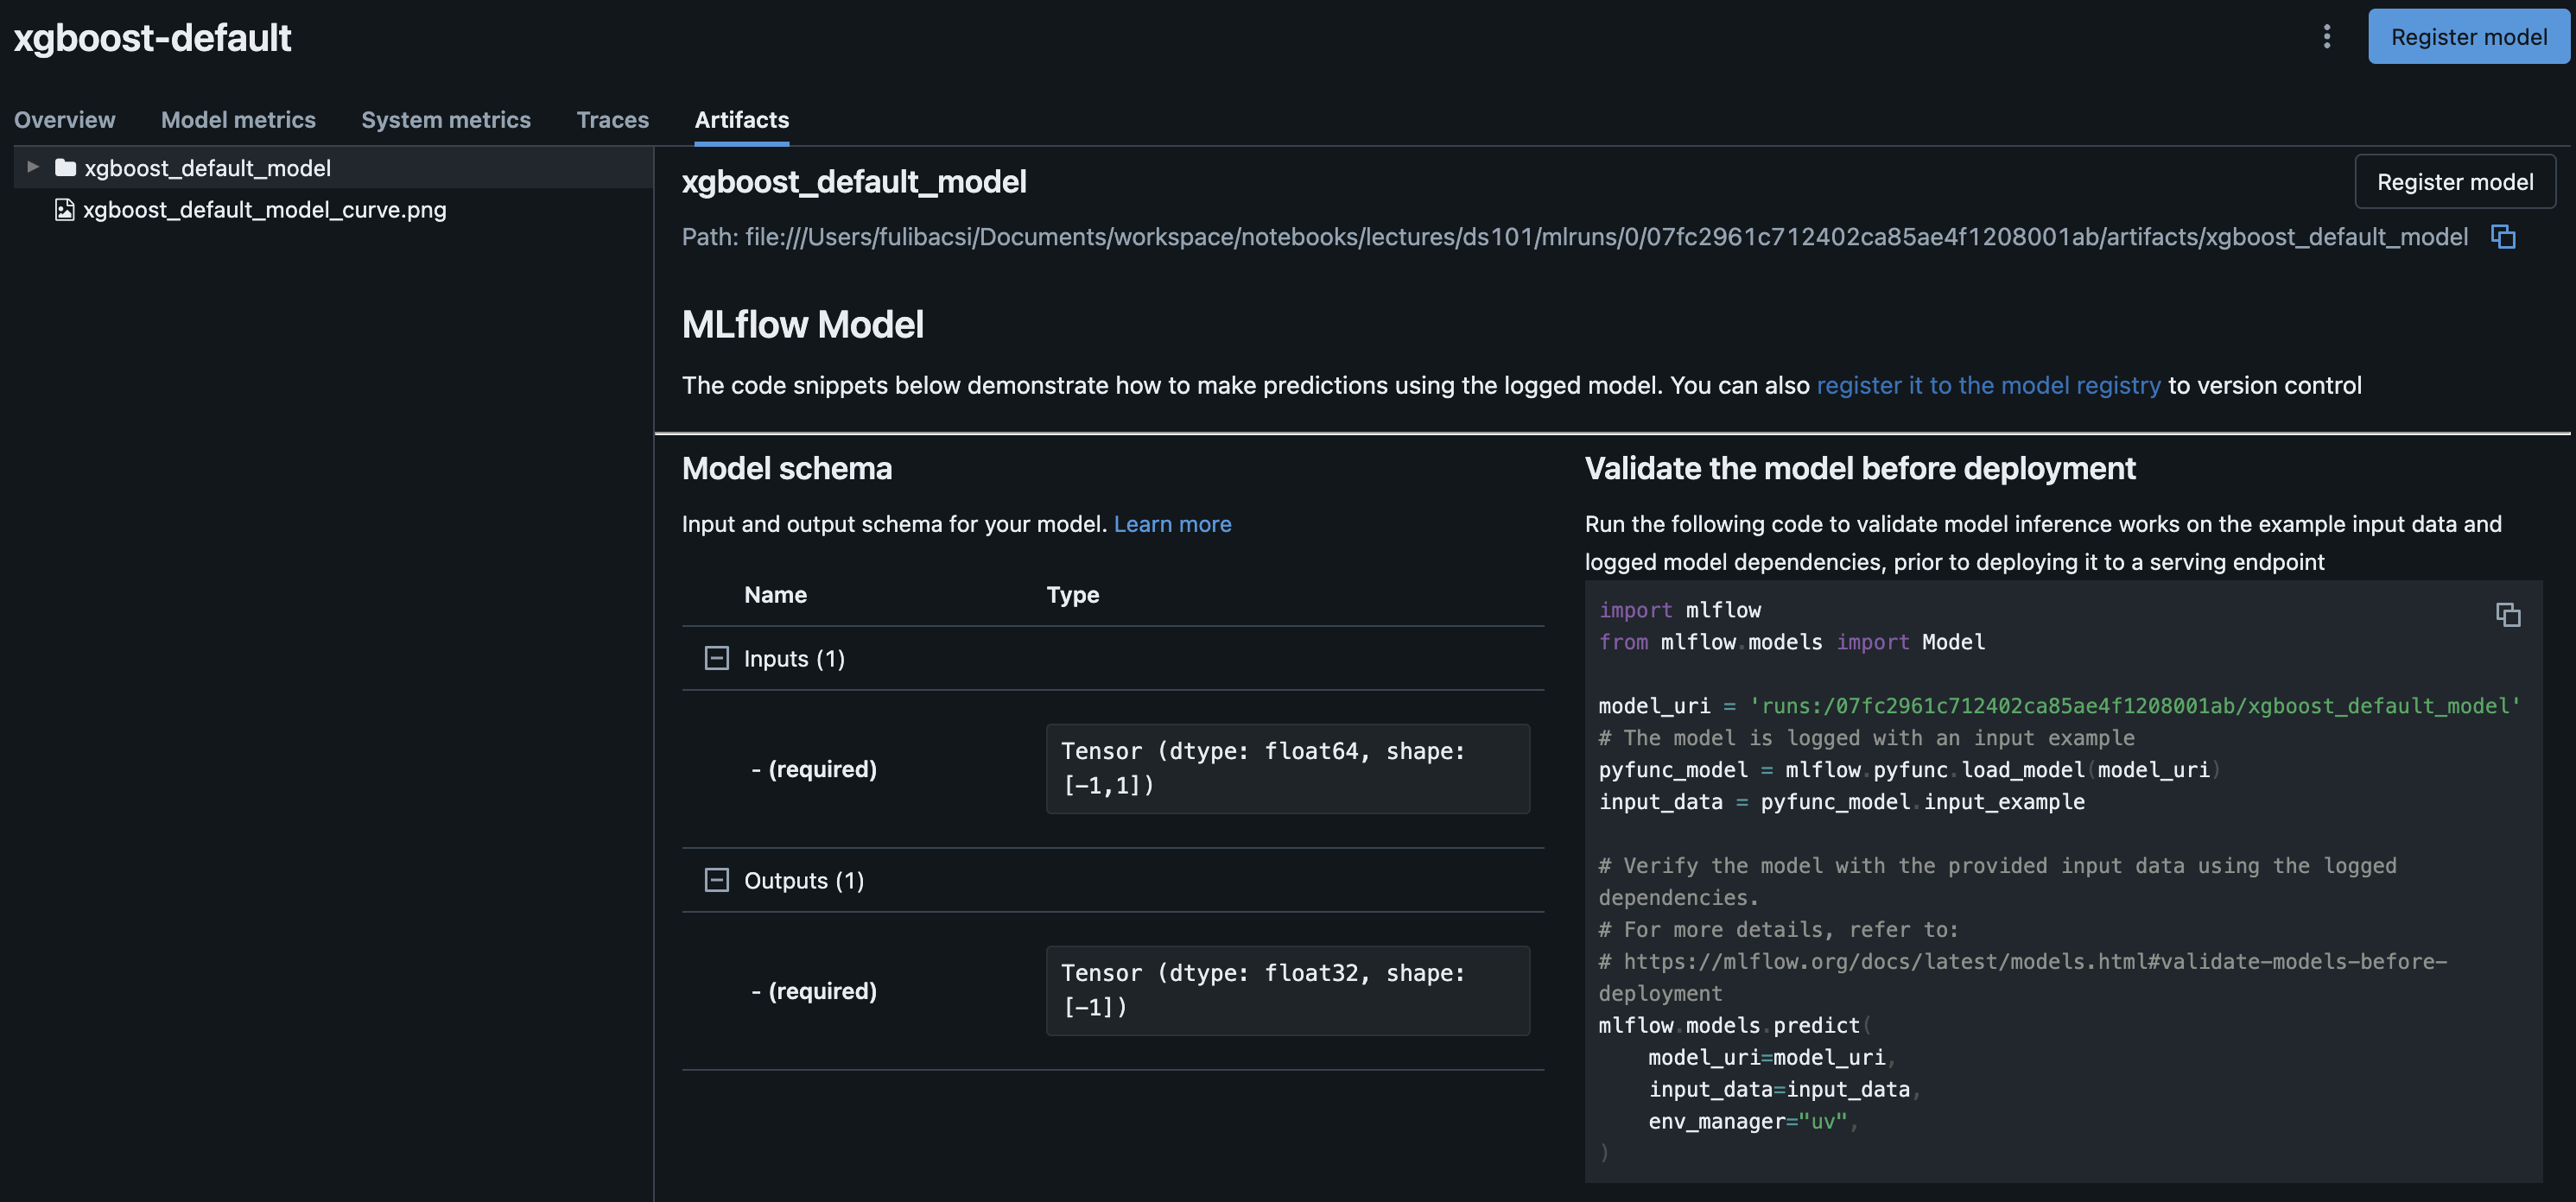 xgboost-default
Register model
Overview Model metrics System metrics Traces Artifacts
xgboost_default_model
xgboost_default_model_curve.png
xgboost_default_model
Register model
Path: file:///Users/fulibacsi/Documents/workspace/notebooks/lectures/ds101/mlruns/0/07fc2961c712402ca85ae4f1208001ab/artifacts/xgboost_default_model
MLflow Model
The code snippets below demonstrate how to make predictions using the logged model. You can also register it to the model registry to version control
Model schema
Input and output schema for your model. Learn more
Name Type
Inputs (1)
- (required)
Tensor (dtype: float64, shape:
[-1,1])
Outputs (1)
- (required)
Tensor (dtype: float32, shape:
[-1])
Validate the model before deployment
Run the following code to validate model inference works on the example input data and
logged model dependencies, prior to deploying it to a serving endpoint
import mlflow
from mlflow.models import Model
model_uri = 'runs:/07fc2961c712402ca85ae4f1208001ab/xgboost_default_model'
# The model is logged with an input example
pyfunc_model = mlflow.pyfunc.load_model(model_uri)
input_data = pyfunc_model.input_example
# Verify the model with the provided input data using the logged
dependencies.
# For more details, refer to:
# https://mlflow.org/docs/latest/models.html#validate-models-before-
deployment
mlflow.models.predict(
model_uri=model_uri,
input_data=input_data,
env_manager="uv",
)